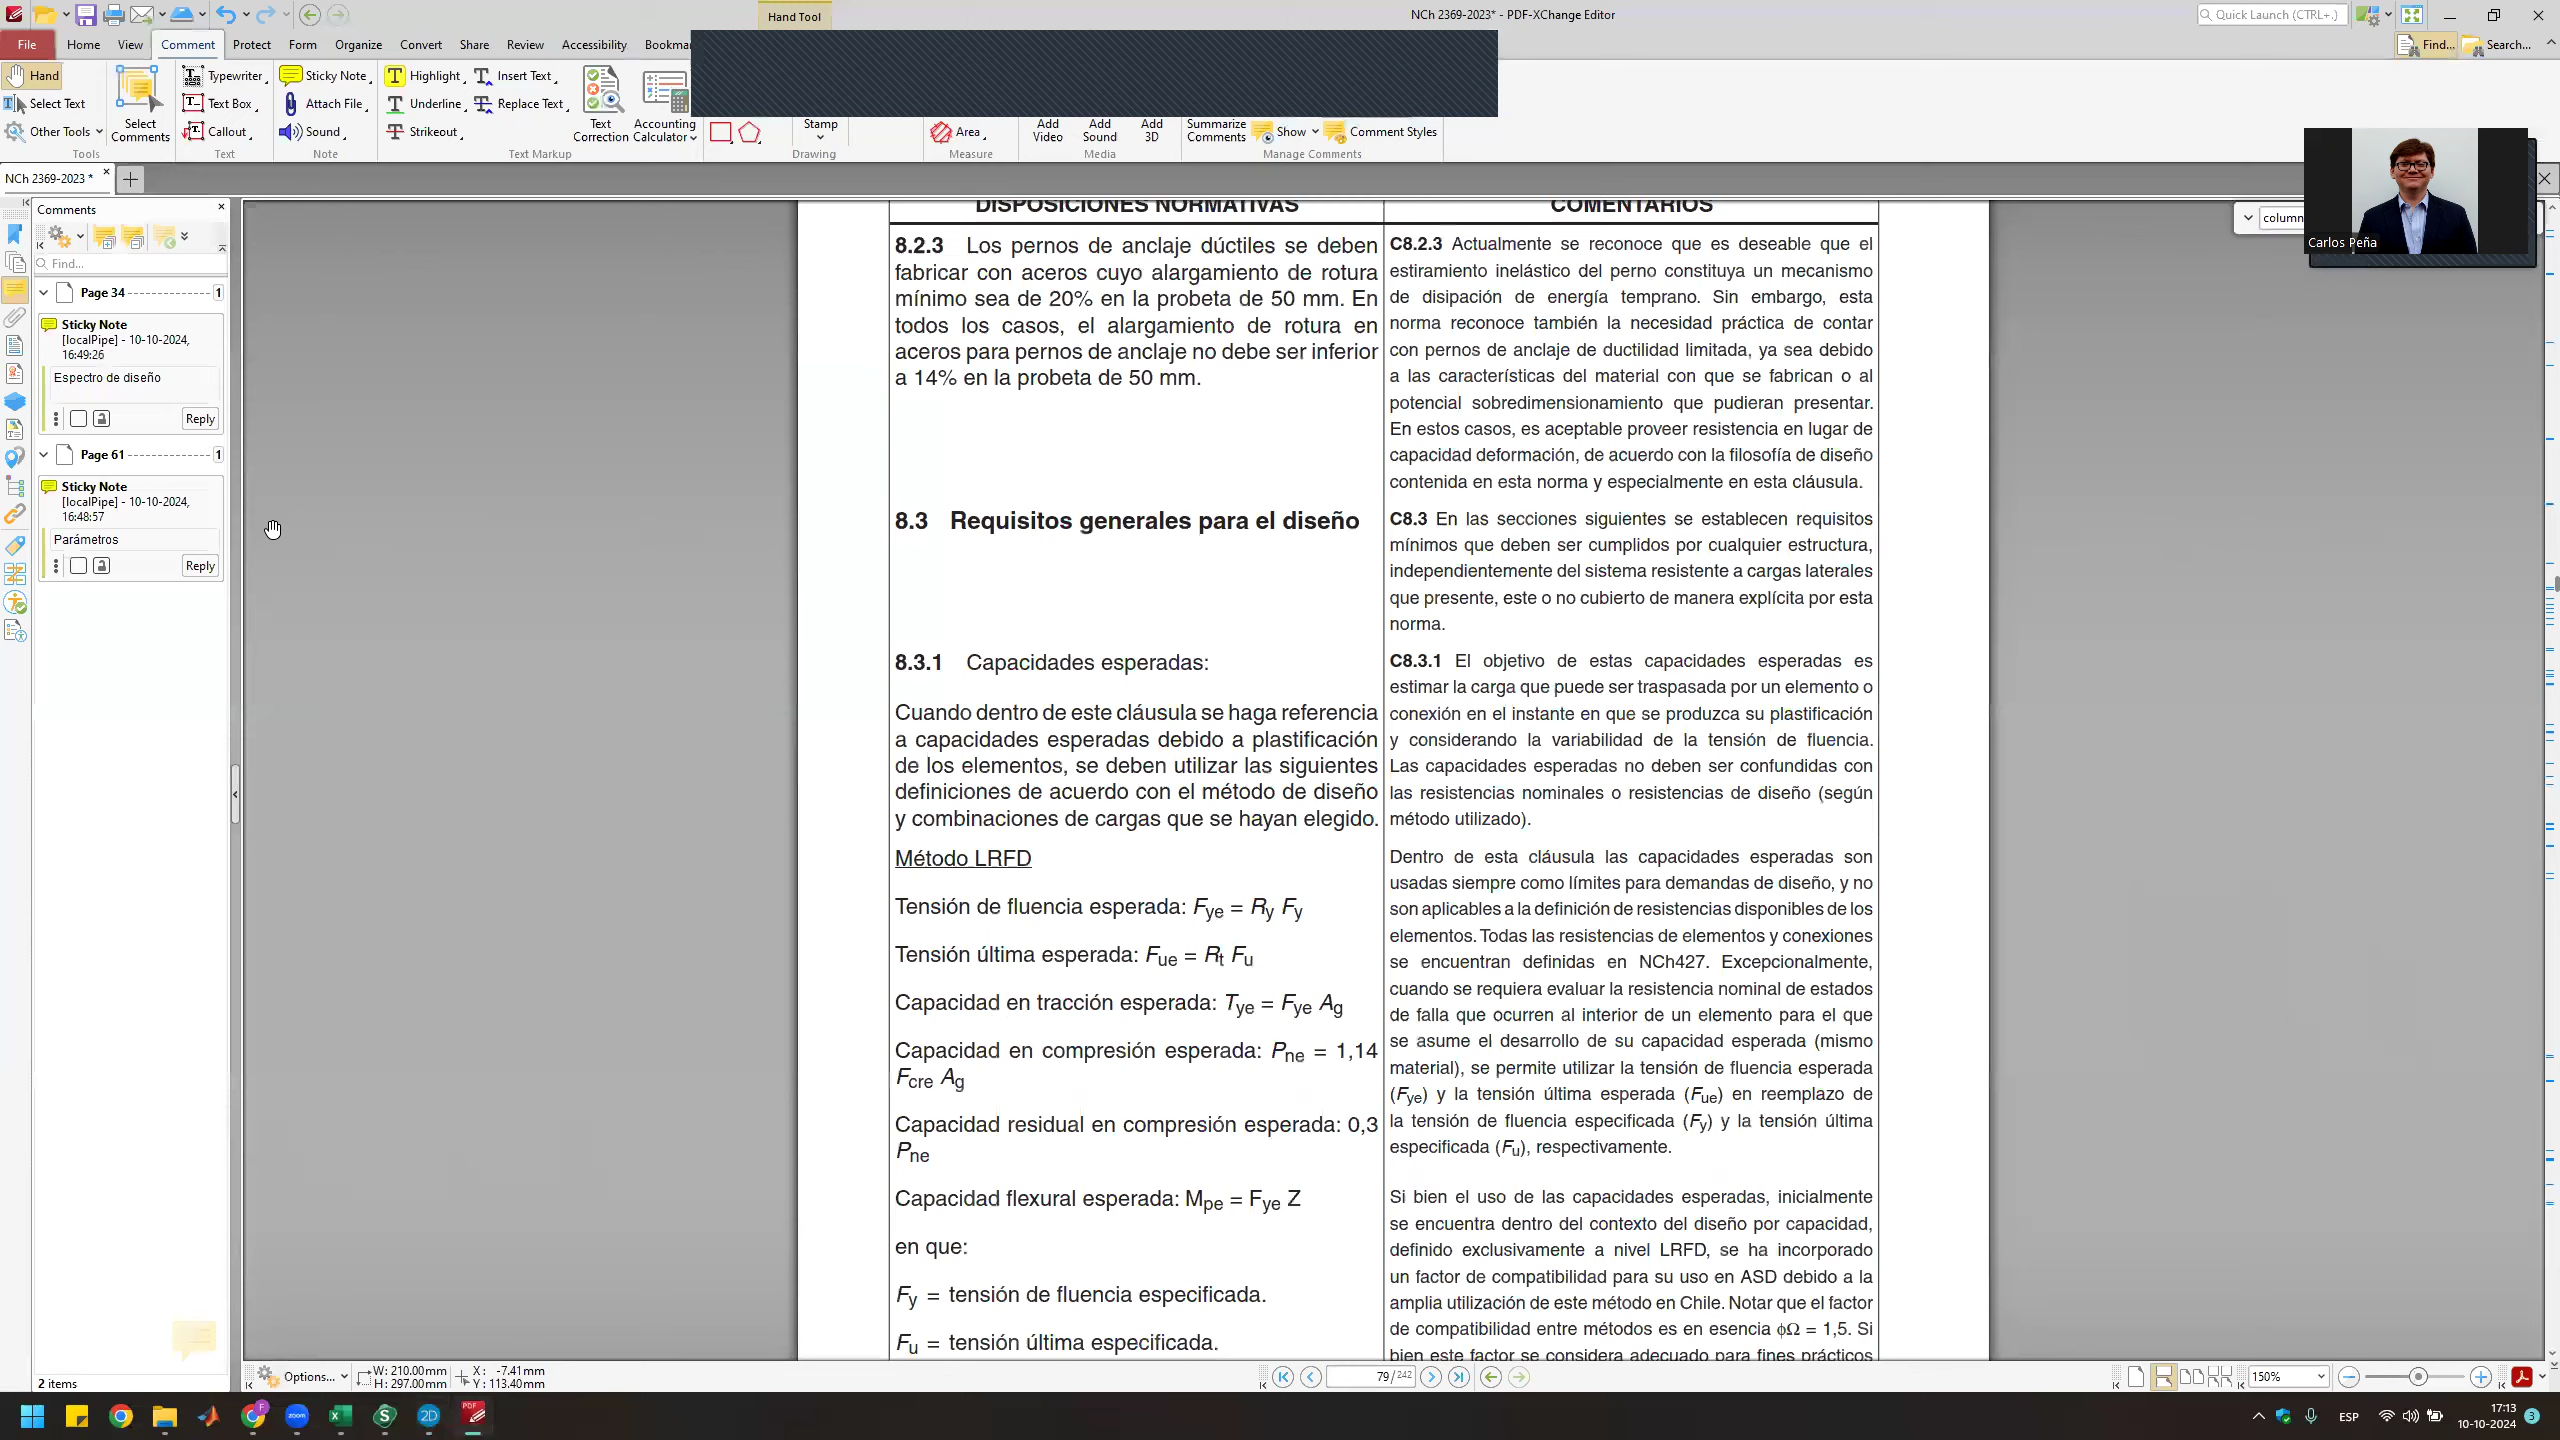 Hand Tool
NCh 2369-2023* - PDF-XChange Editor
Quick Launch (CTRL+.)
File Home View Comment Protect Form Organize Convert Share Review Accessibility Bookma
Find... Search...
Hand
Select Text
Other Tools
Tools
Select
Comments
Typewriter
Text Box
Callout
Text
Sticky Note
Attach File
Sound
Note
Highlight
Underline
Strikeout
Insert Text
Replace Text
Text Markup
Text
Correction
Accounting
Calculator
Stamp
Drawing
Area
Measure
Add
Video
Add
Sound
Add
3D
Media
Summarize
Comments
Show
Comment Styles
Manage Comments
NCh 2369-2023 *
Comments
Find...
Page 34 1
Sticky Note
[localPipe] - 10-10-2024,
16:49:26
Espectro de diseño
Reply
Page 61 1
Sticky Note
[localPipe] - 10-10-2024,
16:48:57
Parámetros
Reply
2 items
column
Carlos Peña
DISPOSICIONES NORMATIVAS
8.2.3 Los pernos de anclaje dúctiles se deben
fabricar con aceros cuyo alargamiento de rotura
mínimo sea de 20% en la probeta de 50 mm. En
todos los casos, el alargamiento de rotura en
aceros para pernos de anclaje no debe ser inferior
a 14% en la probeta de 50 mm.
8.3 Requisitos generales para el diseño
8.3.1 Capacidades esperadas:
Cuando dentro de este cláusula se haga referencia
a capacidades esperadas debido a plastificación
de los elementos, se deben utilizar las siguientes
definiciones de acuerdo con el método de diseño
y combinaciones de cargas que se hayan elegido.
Método LRFD
Tensión de fluencia esperada: Fye = Ry Fy
Tensión última esperada: Fue = Rt Fu
Capacidad en tracción esperada: Tye = Fye Ag
Capacidad en compresión esperada: Pne = 1,14
Fcre Ag
Capacidad residual en compresión esperada: 0,3
Pne
Capacidad flexural esperada: Mpe = Fye Z
en que:
Fy = tensión de fluencia especificada.
Fu = tensión última especificada.
COMENTARIOS
C8.2.3 Actualmente se reconoce que es deseable que el
estiramiento inelástico del perno constituya un mecanismo
de disipación de energía temprano. Sin embargo, esta
norma reconoce también la necesidad práctica de contar
con pernos de anclaje de ductilidad limitada, ya sea debido
a las características del material con que se fabrican o al
potencial sobredimensionamiento que pudieran presentar.
En estos casos, es aceptable proveer resistencia en lugar de
capacidad deformación, de acuerdo con la filosofía de diseño
contenida en esta norma y especialmente en esta cláusula.
C8.3 En las secciones siguientes se establecen requisitos
mínimos que deben ser cumplidos por cualquier estructura,
independientemente del sistema resistente a cargas laterales
que presente, este o no cubierto de manera explícita por esta
norma.
C8.3.1 El objetivo de estas capacidades esperadas es
estimar la carga que puede ser traspasada por un elemento o
conexión en el instante en que se produzca su plastificación
y considerando la variabilidad de la tensión de fluencia.
Las capacidades esperadas no deben ser confundidas con
las resistencias nominales o resistencias de diseño (según
método utilizado).
Dentro de esta cláusula las capacidades esperadas son
usadas siempre como límites para demandas de diseño, y no
son aplicables a la definición de resistencias disponibles de los
elementos. Todas las resistencias de elementos y conexiones
se encuentran definidas en NCh427. Excepcionalmente,
cuando se requiera evaluar la resistencia nominal de estados
de falla que ocurren al interior de un elemento para el que
se asume el desarrollo de su capacidad esperada (mismo
material), se permite utilizar la tensión de fluencia esperada
(Fye) y la tensión última esperada (Fue) en reemplazo de
la tensión de fluencia especificada (Fy) y la tensión última
especificada (Fu), respectivamente.
Si bien el uso de las capacidades esperadas, inicialmente
se encuentra dentro del contexto del diseño por capacidad,
definido exclusivamente a nivel LRFD, se ha incorporado
un factor de compatibilidad para su uso en ASD debido a la
amplia utilización de este método en Chile. Notar que el factor
de compatibilidad entre métodos es en esencia ϕΩ = 1,5. Si
bien este factor se considera adecuado para fines prácticos
Options...
W: 210.00mm
H: 297.00mm
X: -7.41mm
Y: 113.40mm
79/242
150%
PDF
zoom
2D
ESP
17:13
10-10-2024
3